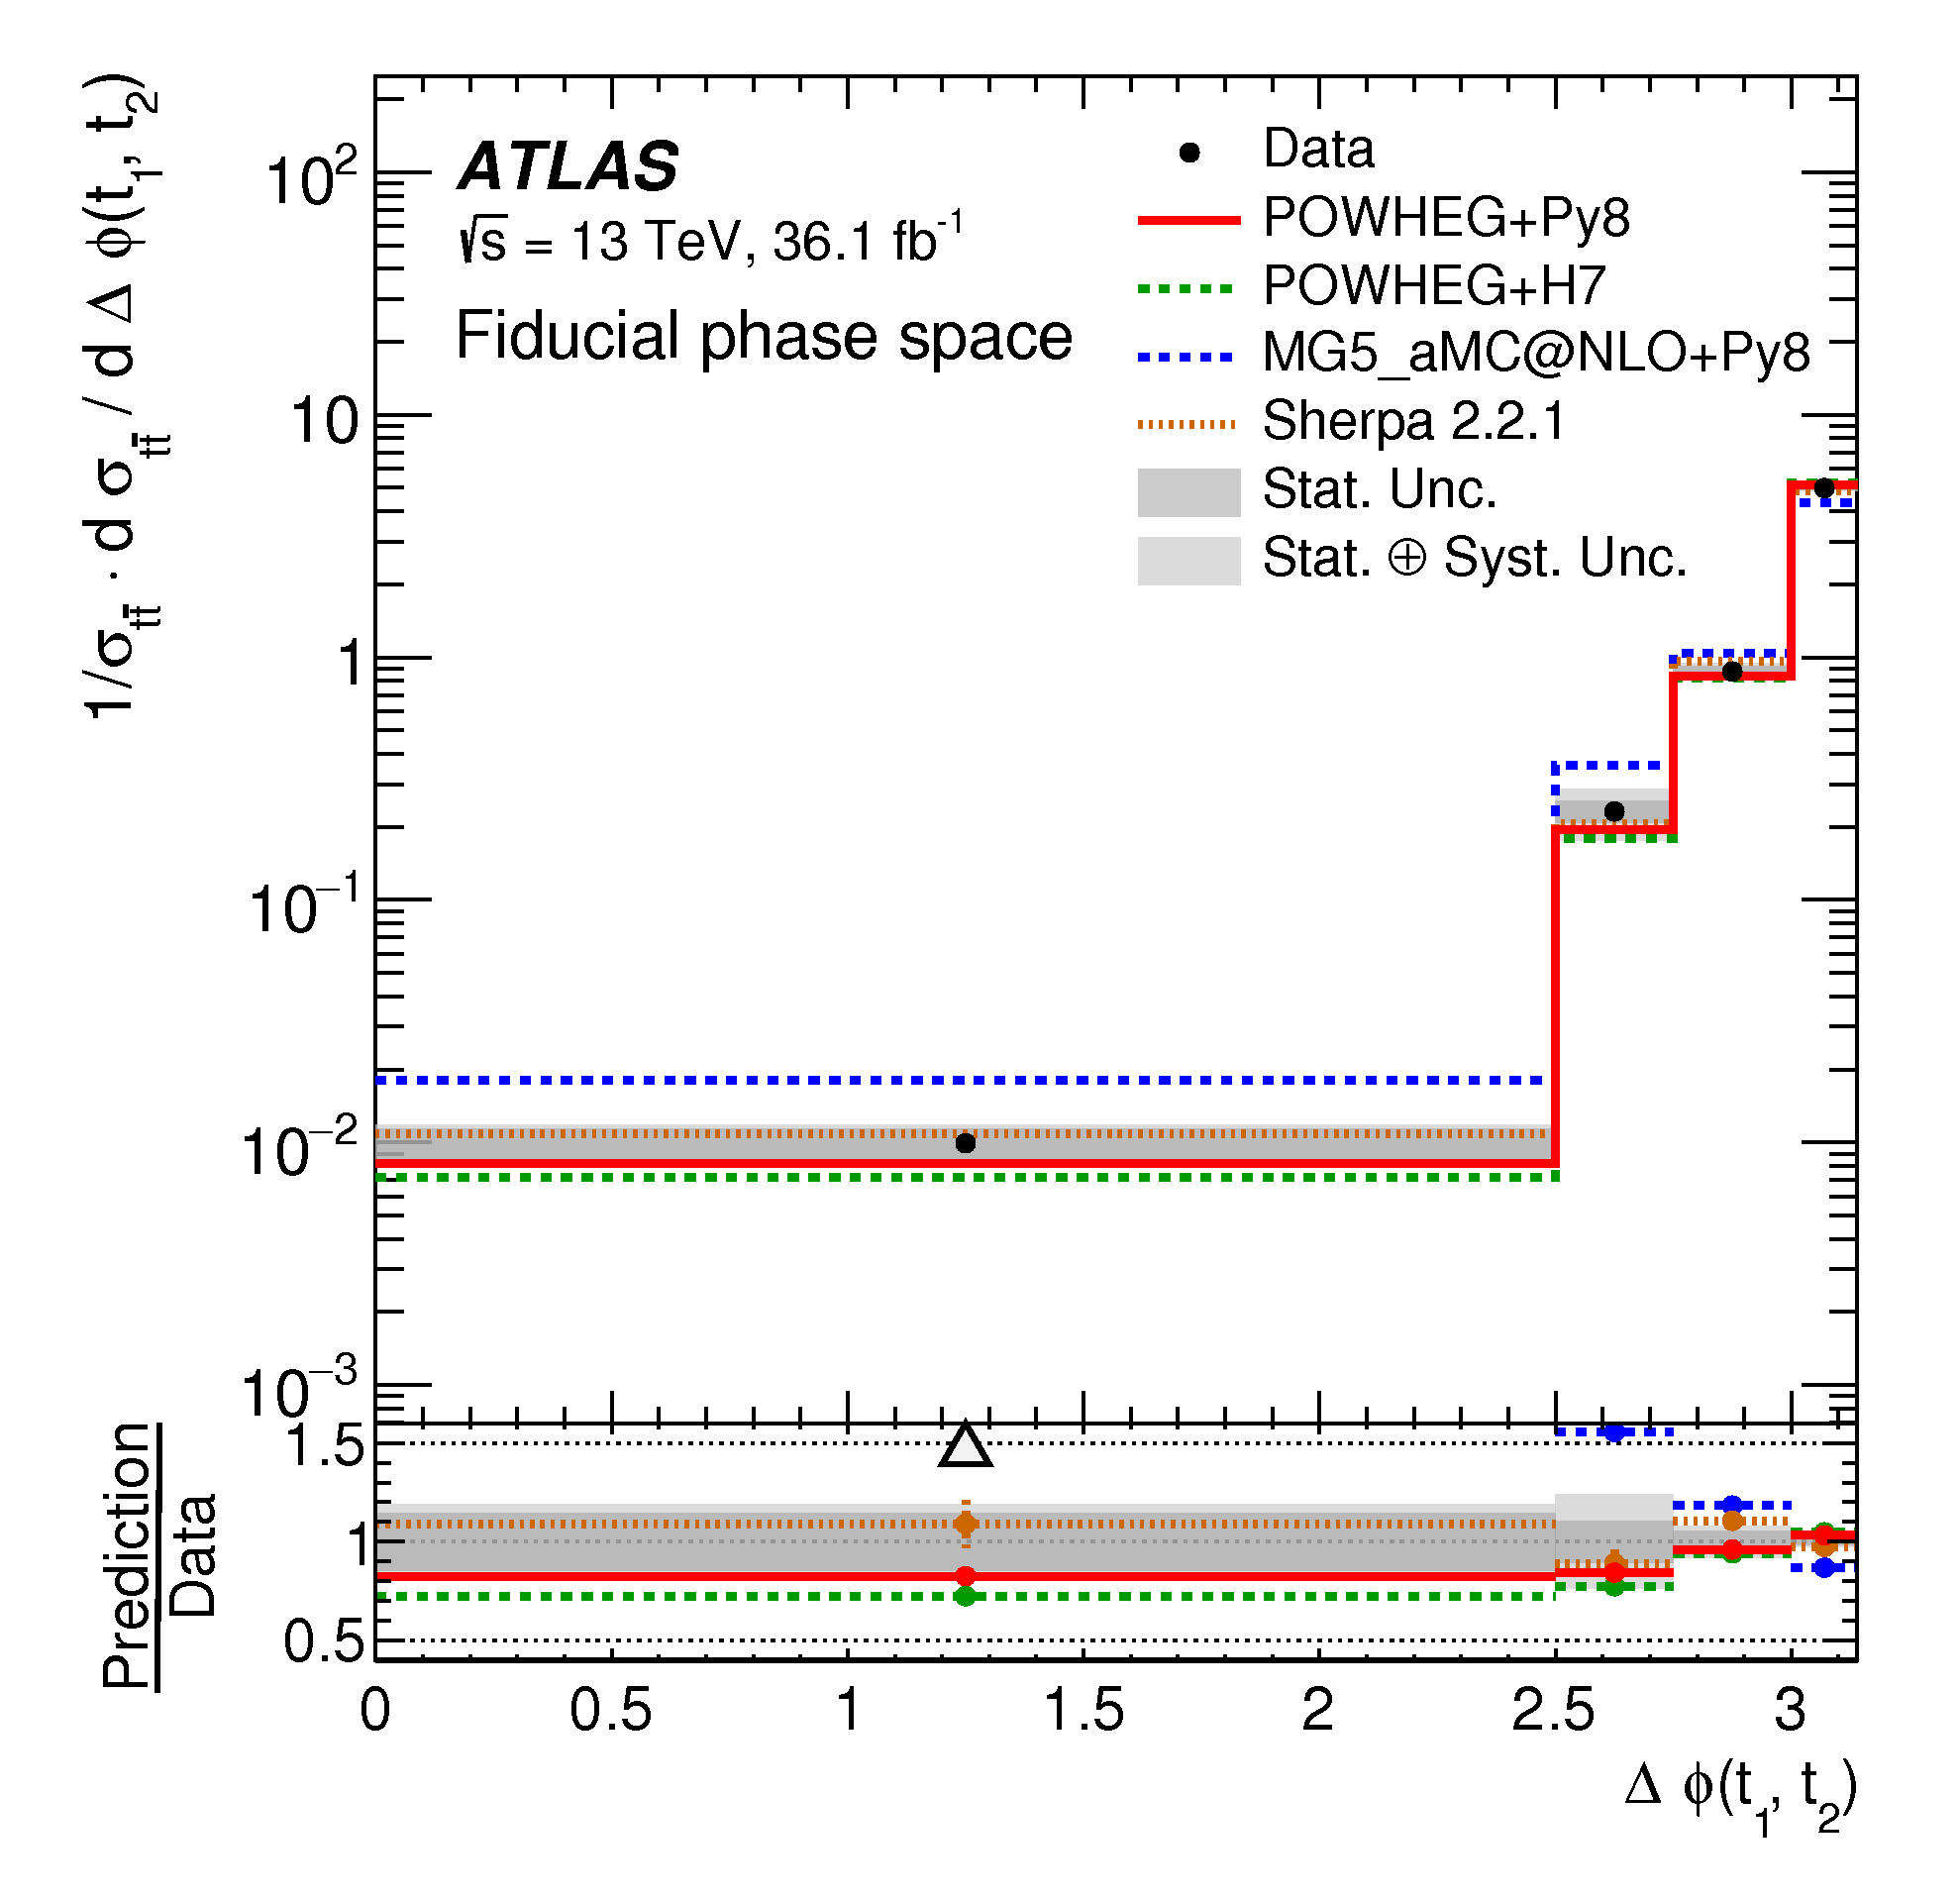 1/σ_tt̄ · d σ_tt̄ / d Δ ϕ(t₁, t₂)
10²
10
1
10⁻¹
10⁻²
10⁻³
ATLAS
√s = 13 TeV, 36.1 fb⁻¹
Fiducial phase space
Data
POWHEG+Py8
POWHEG+H7
MG5_aMC@NLO+Py8
Sherpa 2.2.1
Stat. Unc.
Stat. ⊕ Syst. Unc.
Prediction
Data
1.5
1
0.5
0 0.5 1 1.5 2 2.5 3
Δ ϕ(t₁, t₂)